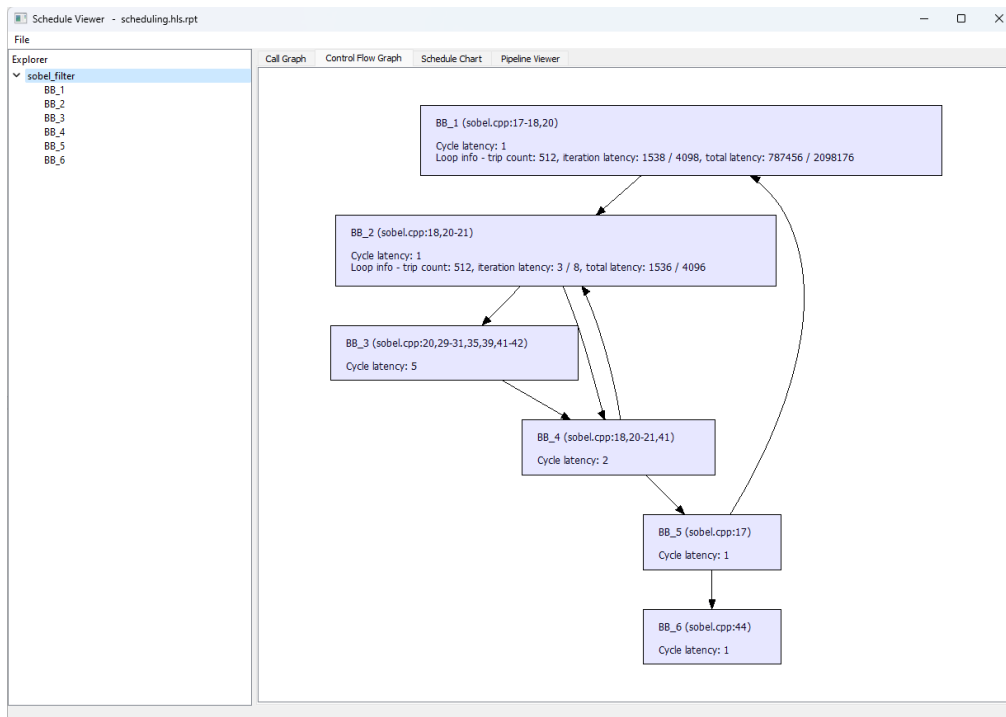 Schedule Viewer - scheduling.hls.rpt
File
Explorer
sobel_filter
BB_1
BB_2
BB_3
BB_4
BB_5
BB_6
Call Graph
Control Flow Graph
Schedule Chart
Pipeline Viewer
BB_1 (sobel.cpp:17-18,20)
Cycle latency: 1
Loop info - trip count: 512, iteration latency: 1538 / 4098, total latency: 787456 / 2098176
BB_2 (sobel.cpp:18,20-21)
Cycle latency: 1
Loop info - trip count: 512, iteration latency: 3 / 8, total latency: 1536 / 4096
BB_3 (sobel.cpp:20,29-31,35,39,41-42)
Cycle latency: 5
BB_4 (sobel.cpp:18,20-21,41)
Cycle latency: 2
BB_5 (sobel.cpp:17)
Cycle latency: 1
BB_6 (sobel.cpp:44)
Cycle latency: 1